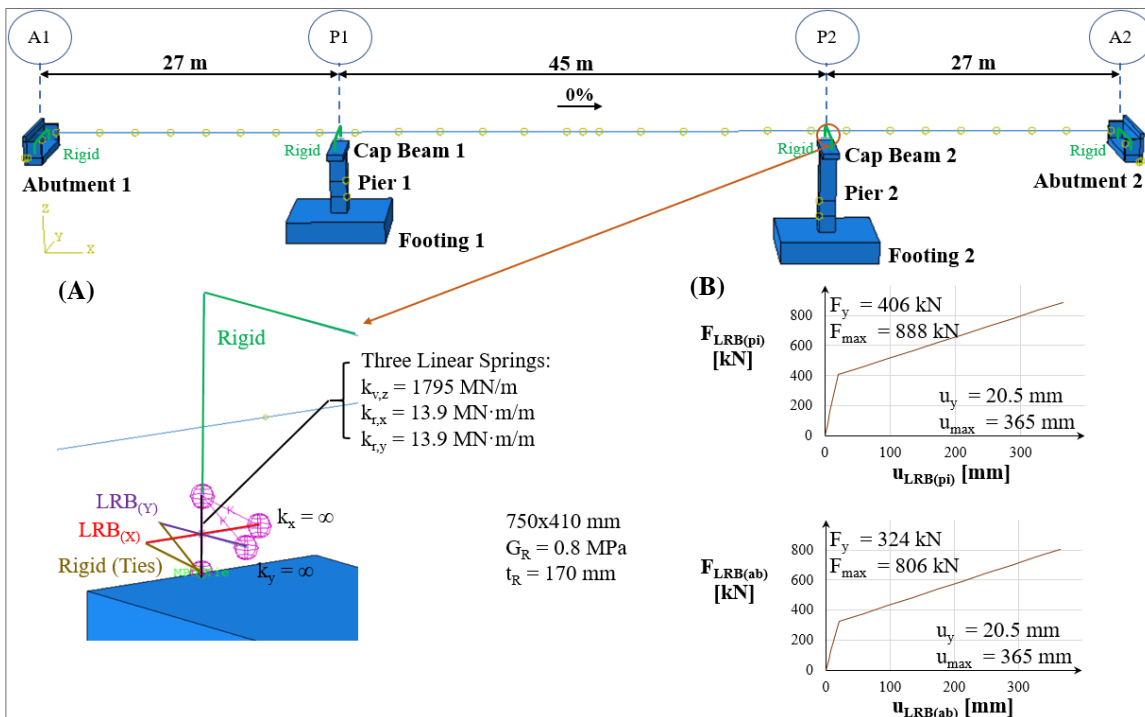 A1
P1
P2
A2
27 m
45 m
27 m
0%
Rigid
Rigid
Rigid
Rigid
Abutment 1
Cap Beam 1
Pier 1
Footing 1
Cap Beam 2
Pier 2
Footing 2
Abutment 2
Z
Y
X
(A)
Rigid
Three Linear Springs:
k_v,z = 1795 MN/m
k_r,x = 13.9 MN·m/m
k_r,y = 13.9 MN·m/m
LRB(Y)
LRB(X)
Rigid (Ties)
k_x = ∞
k_y = ∞
K
K
750x410 mm
G_R = 0.8 MPa
t_R = 170 mm
(B)
F_LRB(pi)
[kN]
800
600
400
200
0
F_y = 406 kN
F_max = 888 kN
u_y = 20.5 mm
u_max = 365 mm
0 100 200 300
u_LRB(pi) [mm]
F_LRB(ab)
[kN]
800
600
400
200
0
F_y = 324 kN
F_max = 806 kN
u_y = 20.5 mm
u_max = 365 mm
0 100 200 300
u_LRB(ab) [mm]